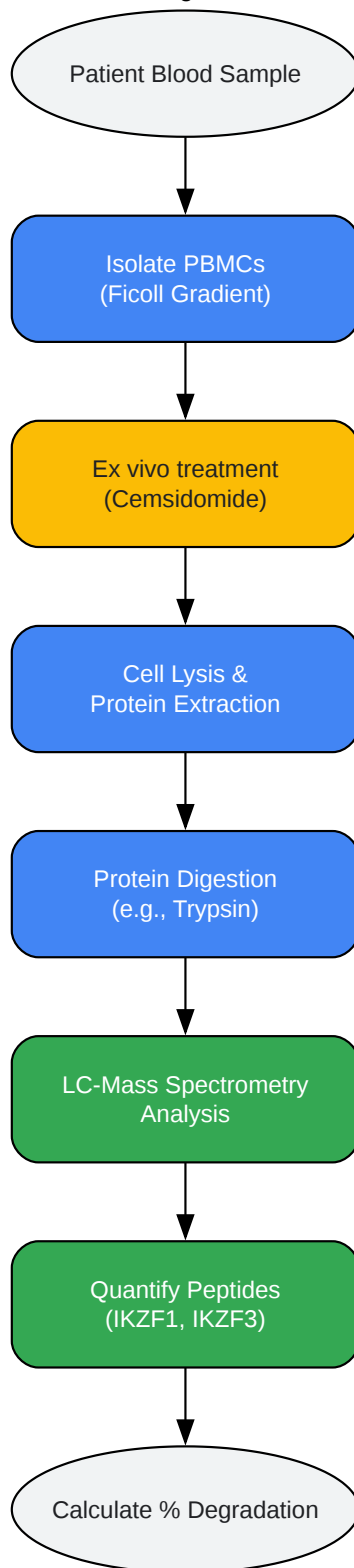 Patient Blood Sample
Isolate PBMCs
(Ficoll Gradient)
Ex vivo treatment
(Cemsidomide)
Cell Lysis &
Protein Extraction
Protein Digestion
(e.g., Trypsin)
LC-Mass Spectrometry
Analysis
Quantify Peptides
(IKZF1, IKZF3)
Calculate % Degradation